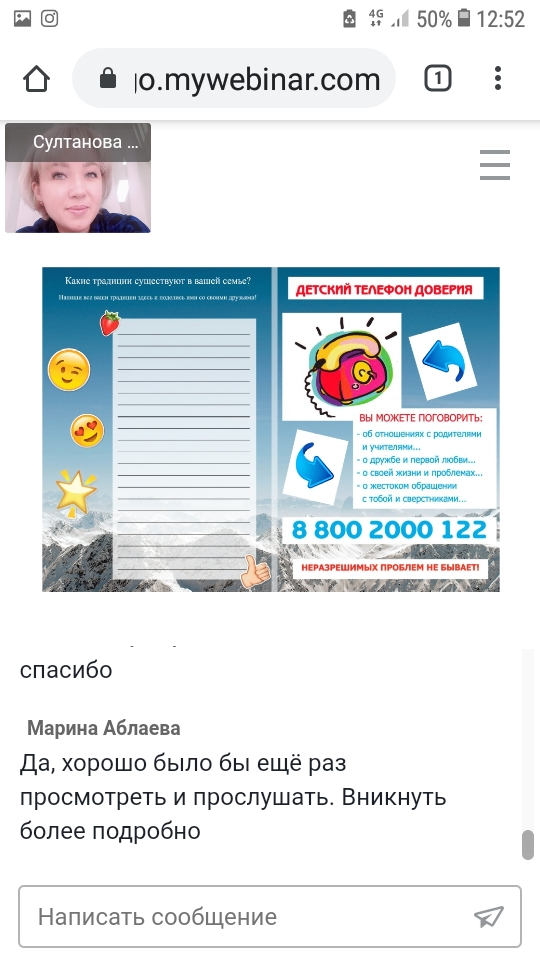 4G 50% 12:52
go.mywebinar.com 1
Султанова ...
Какие традиции существуют в вашей семье?
Напиши все ваши традиции здесь и поделись ими со своими друзьями!
ДЕТСКИЙ ТЕЛЕФОН ДОВЕРИЯ
ВЫ МОЖЕТЕ ПОГОВОРИТЬ:
- об отношениях с родителями
и учителями...
- о дружбе и первой любви...
- о своей жизни и проблемах...
- о жестоком обращении
с тобой и сверстниками...
8 800 2000 122
НЕРАЗРЕШИМЫХ ПРОБЛЕМ НЕ БЫВАЕТ!
спасибо
Марина Аблаева
Да, хорошо было бы ещё раз
просмотреть и прослушать. Вникнуть
более подробно
Написать сообщение